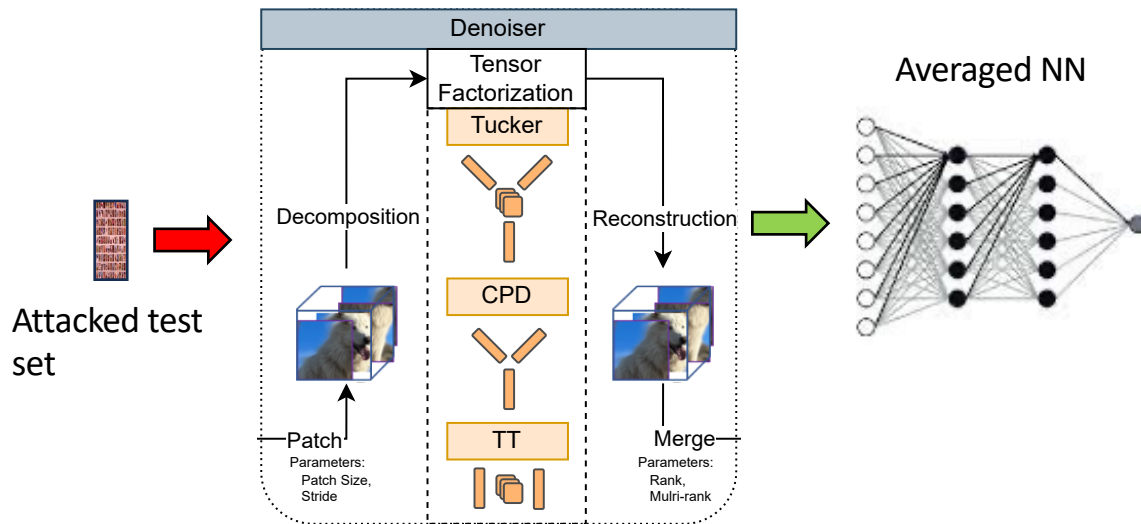 Denoiser
Tensor
Factorization
Averaged NN
Tucker
Decomposition
Reconstruction
CPD
Attacked test
set
Patch
TT
Merge
Parameters:
Patch Size,
Stride
Parameters:
Rank,
Mulri-rank